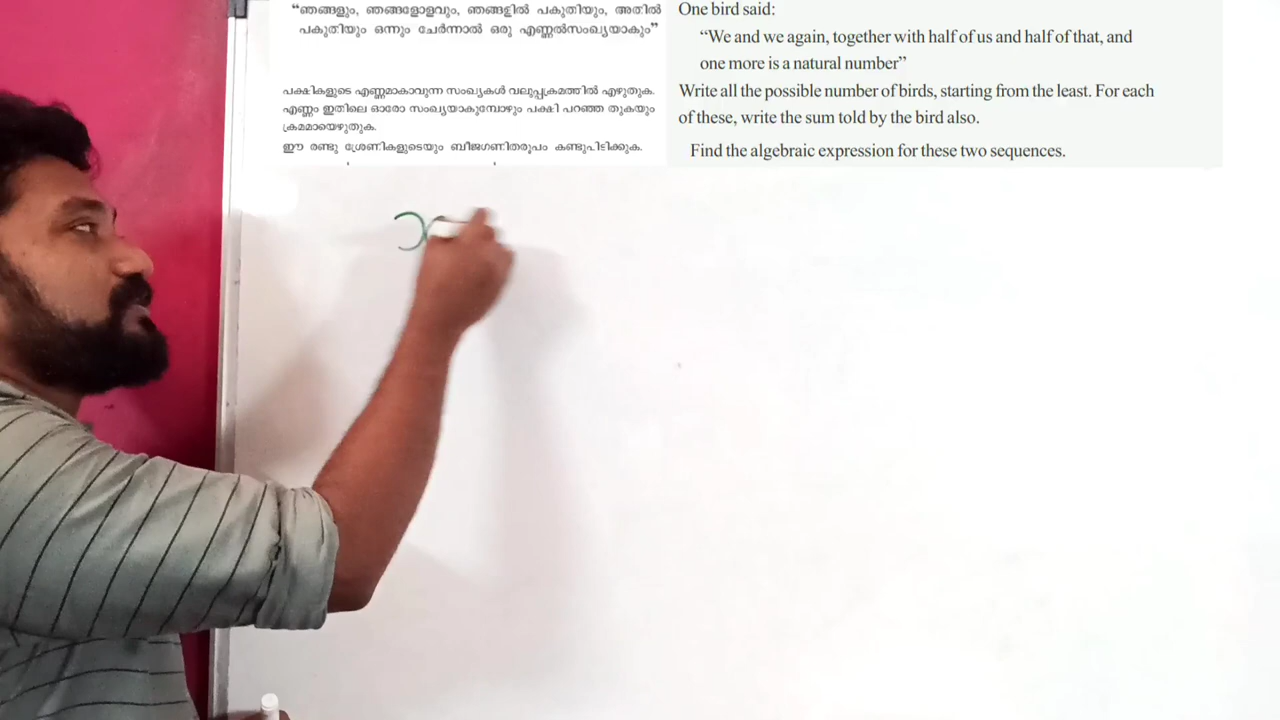 “ഞങ്ങളും, ഞങ്ങളോളവും, ഞങ്ങളിൽ പകുതിയും, അതിൽ
പകുതിയും ഒന്നും ചേർന്നാൽ ഒരു എണ്ണൽസംഖ്യയാകും”
പക്ഷികളുടെ എണ്ണമാകാവുന്ന സംഖ്യകൾ വലുപ്പക്രമത്തിൽ എഴുതുക.
എണ്ണം ഇതിലെ ഓരോ സംഖ്യയാകുമ്പോഴും പക്ഷി പറഞ്ഞ തുകയും
ക്രമമായെഴുതുക.
ഈ രണ്ടു ശ്രേണികളുടെയും ബീജഗണിതരൂപം കണ്ടുപിടിക്കുക.
One bird said:
“We and we again, together with half of us and half of that, and
one more is a natural number”
Write all the possible number of birds, starting from the least. For each
of these, write the sum told by the bird also.
Find the algebraic expression for these two sequences.
x